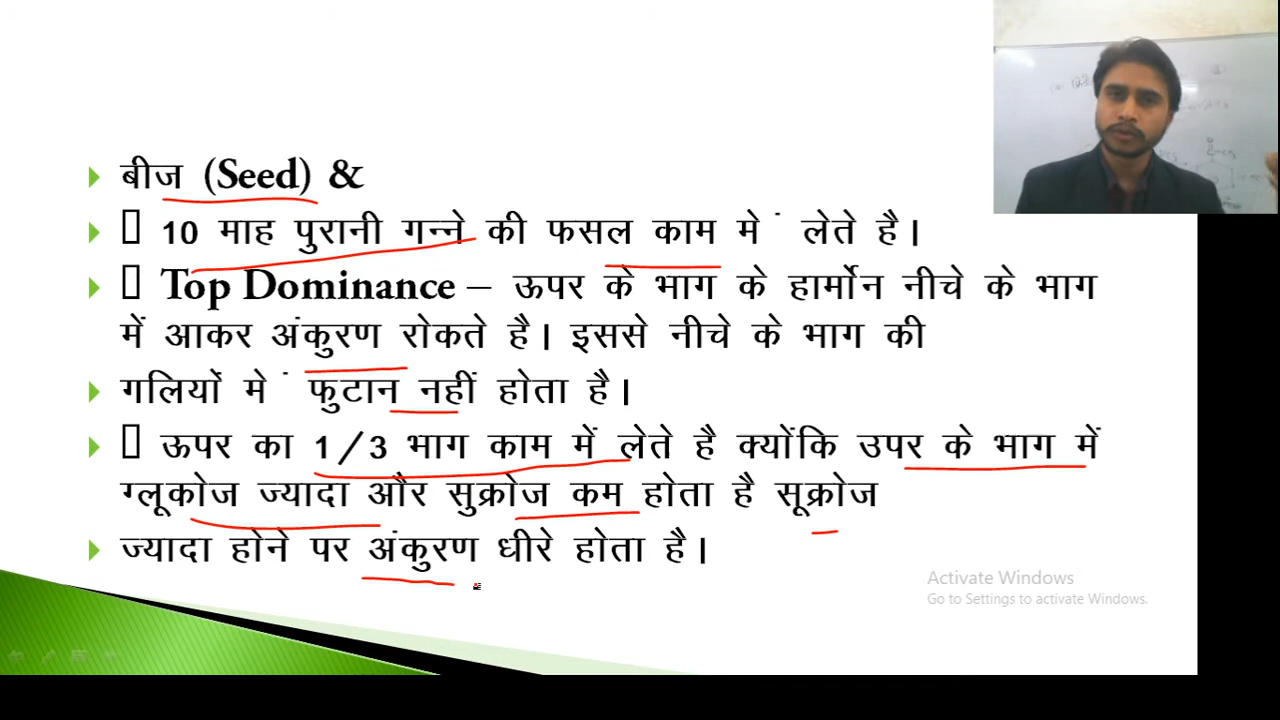 बीज (Seed) &
10 माह पुरानी गन्ने की फसल काम में लेते है।
Top Dominance – ऊपर के भाग के हार्मोन नीचे के भाग
में आकर अंकुरण रोकते है। इससे नीचे के भाग की
गलियों में फुटान नहीं होता है।
ऊपर का 1/3 भाग काम में लेते है क्योंकि उपर के भाग में
ग्लूकोज ज्यादा और सुक्रोज कम होता है सूक्रोज
ज्यादा होने पर अंकुरण धीरे होता है।
Activate Windows
Go to Settings to activate Windows.